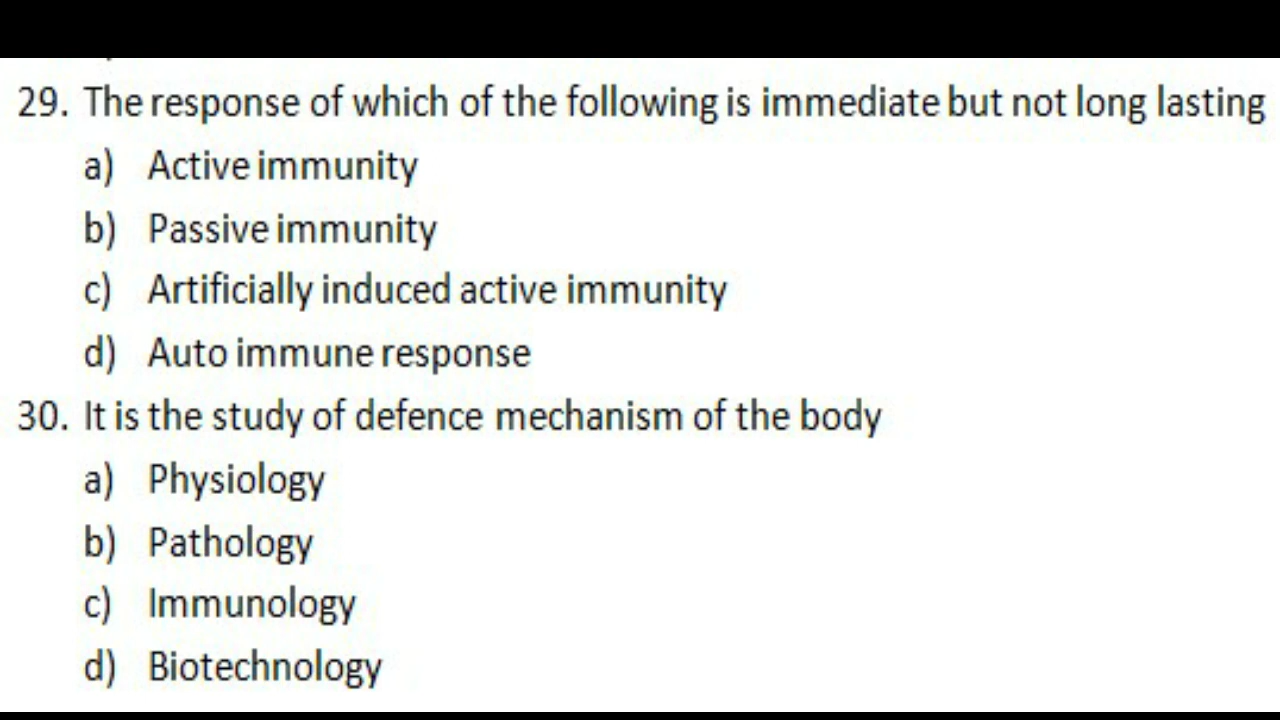 29. The response of which of the following is immediate but not long lasting
a) Active immunity
b) Passive immunity
c) Artificially induced active immunity
d) Auto immune response
30. It is the study of defence mechanism of the body
a) Physiology
b) Pathology
c) Immunology
d) Biotechnology